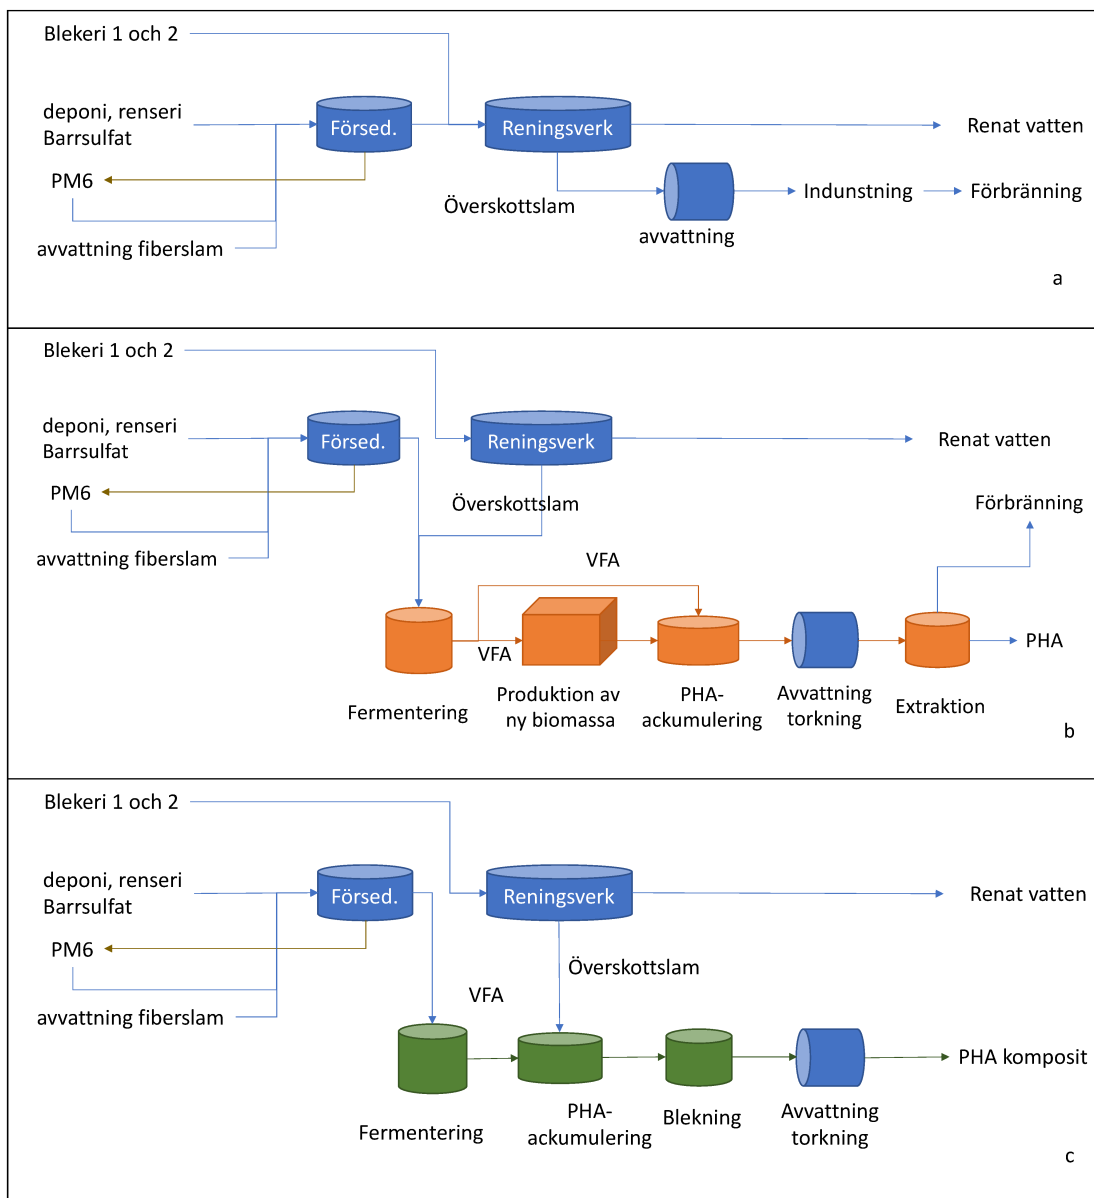 Blekeri 1 och 2
deponi, renseri
Barrsulfat
Försed.
Reningsverk
Renat vatten
PM6
Överskottslam
Indunstning
Förbränning
avvattning
avvattning fiberslam
a
Blekeri 1 och 2
deponi, renseri
Barrsulfat
Försed.
Reningsverk
Renat vatten
PM6
Överskottslam
Förbränning
avvattning fiberslam
VFA
VFA
PHA
Fermentering
Produktion av
ny biomassa
PHA-
ackumulering
Avvattning
torkning
Extraktion
b
Blekeri 1 och 2
deponi, renseri
Barrsulfat
Försed.
Reningsverk
Renat vatten
PM6
Överskottslam
VFA
avvattning fiberslam
PHA komposit
Fermentering
PHA-
ackumulering
Blekning
Avvattning
torkning
c